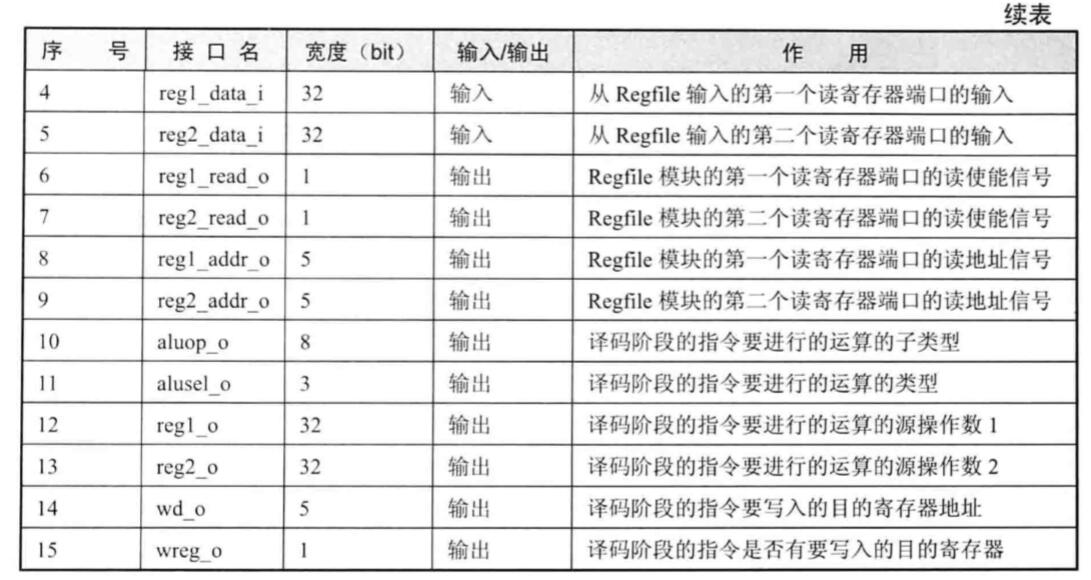 续表
序 号 接 口 名 宽度（bit） 输入/输出 作 用
4 reg1_data_i 32 输入 从 Regfile 输入的第一个读寄存器端口的输入
5 reg2_data_i 32 输入 从 Regfile 输入的第二个读寄存器端口的输入
6 reg1_read_o 1 输出 Regfile 模块的第一个读寄存器端口的读使能信号
7 reg2_read_o 1 输出 Regfile 模块的第二个读寄存器端口的读使能信号
8 reg1_addr_o 5 输出 Regfile 模块的第一个读寄存器端口的读地址信号
9 reg2_addr_o 5 输出 Regfile 模块的第二个读寄存器端口的读地址信号
10 aluop_o 8 输出 译码阶段的指令要进行的运算的子类型
11 alusel_o 3 输出 译码阶段的指令要进行的运算的类型
12 reg1_o 32 输出 译码阶段的指令要进行的运算的源操作数 1
13 reg2_o 32 输出 译码阶段的指令要进行的运算的源操作数 2
14 wd_o 5 输出 译码阶段的指令要写入的目的寄存器地址
15 wreg_o 1 输出 译码阶段的指令是否有要写入的目的寄存器